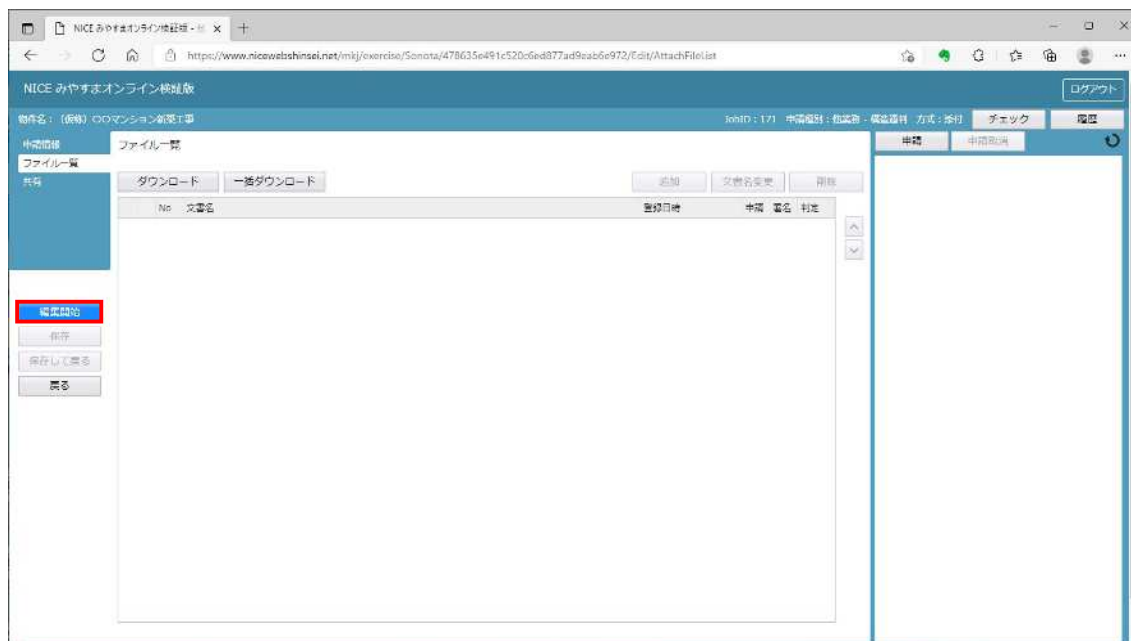 NICE みやすまオンライン検証版 -
https://www.nicewebshinsei.net/mkj/exercise/Sonota/478635e491c520c6ed877ad9eab6e972/Edit/AttachFileList
NICE みやすまオンライン検証版
ログアウト
物件名：（仮称）〇〇マンション新築工事
JobID：171 申請種別：他業務 - 構造適判 方式：添付
チェック
履歴
申請情報
ファイル一覧
共有
ファイル一覧
申請
申請取消
ダウンロード
一括ダウンロード
追加
文書名変更
削除
No 文書名 登録日時 申請 署名 判定
編集開始
保存
保存して戻る
戻る